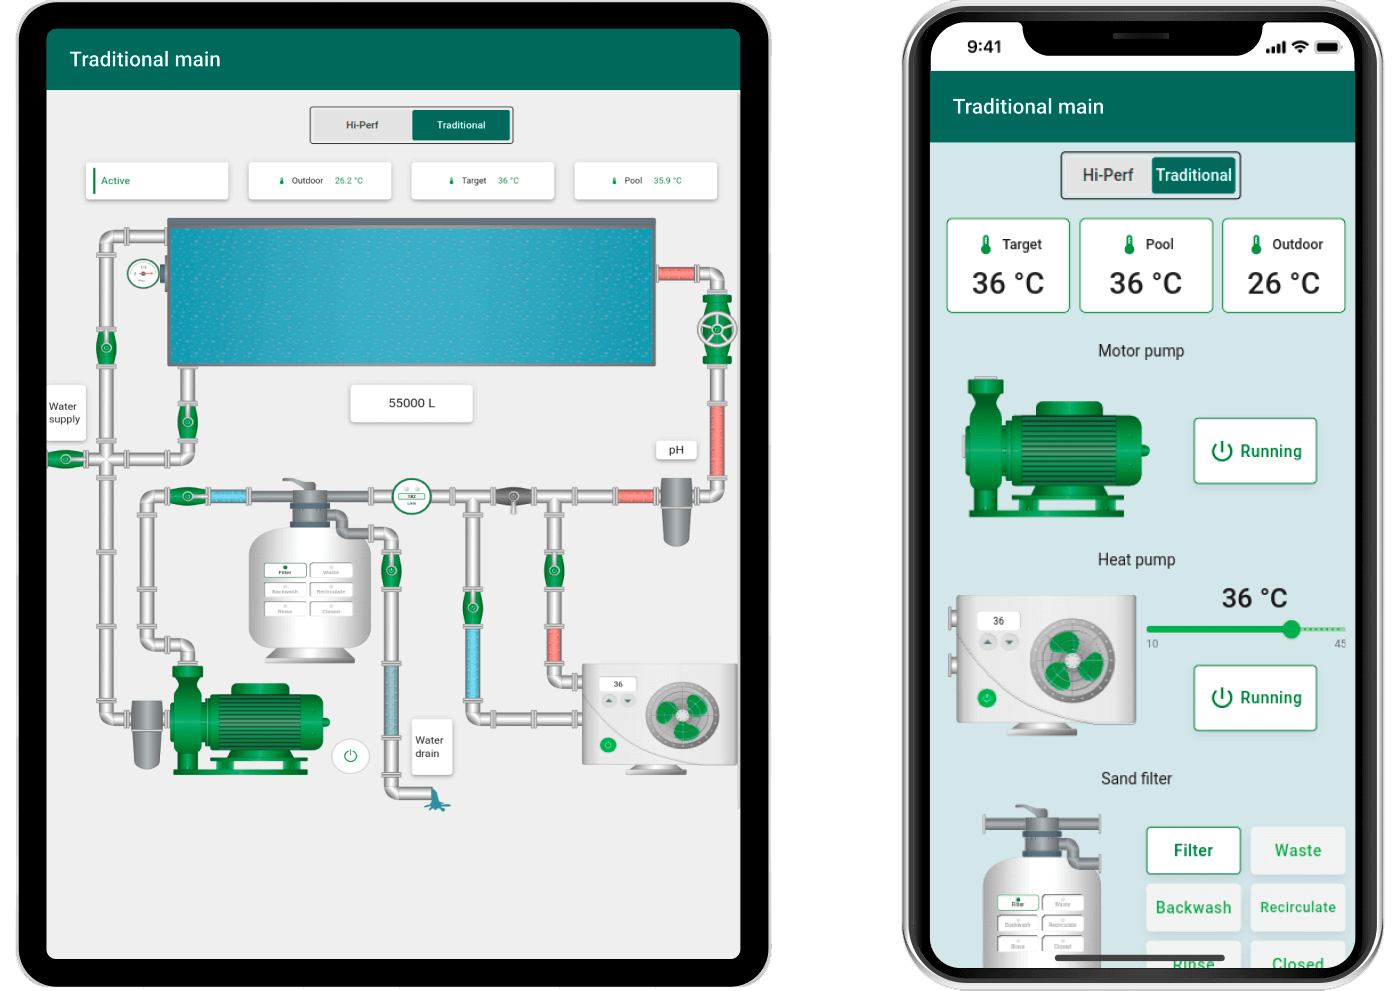 Traditional main
Hi-Perf
Traditional
Active
Outdoor 26.2 °C
Target 36 °C
Pool 35.9 °C
Water
supply
55000 L
pH
182
Filter
Waste
Backwash
Recirculate
Rinse
Closed
36
Water
drain
9:41
Traditional main
Hi-Perf
Traditional
Target
36 °C
Pool
36 °C
Outdoor
26 °C
Motor pump
Running
Heat pump
36
36 °C
10
45
Running
Sand filter
Filter
Waste
Backwash
Recirculate
Rinse
Closed
Filter
Waste
Backwash
Recirculate
Rinse
Closed